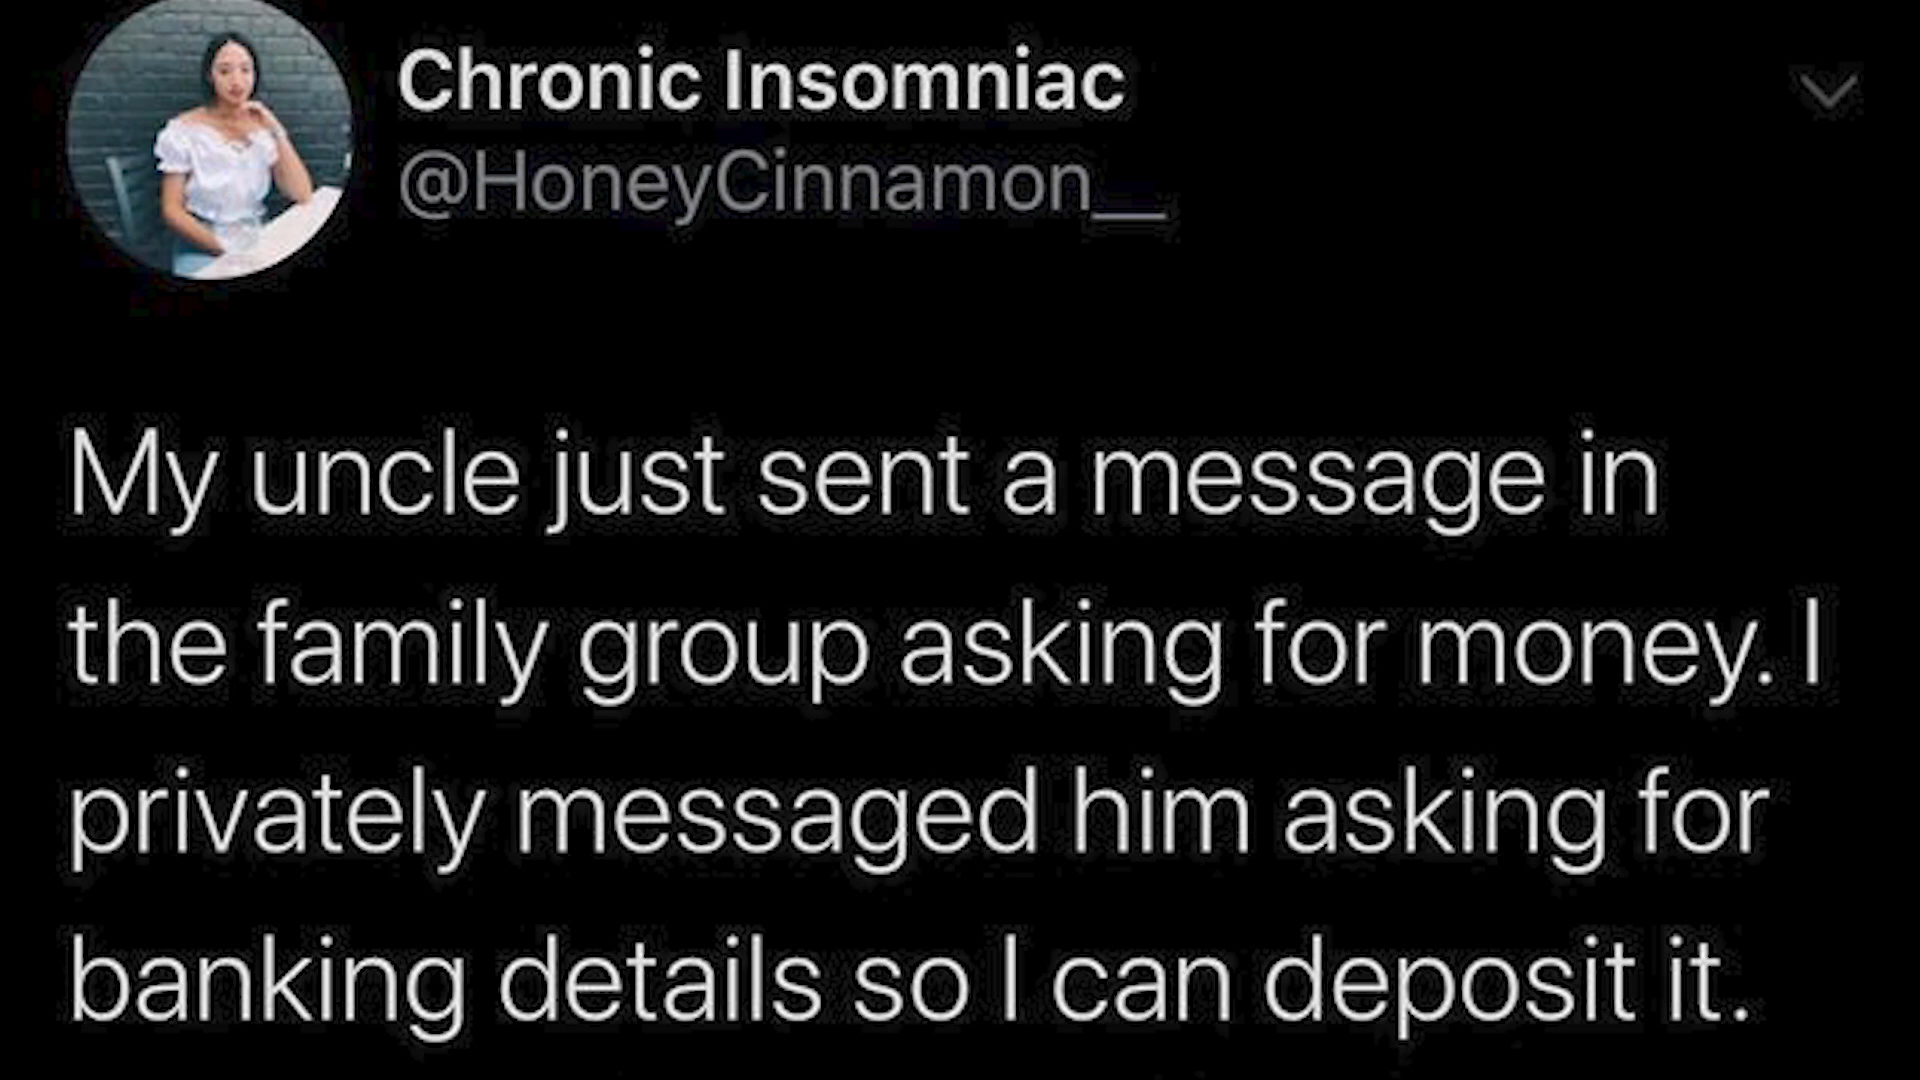 Chronic Insomniac
@HoneyCinnamon__
My uncle just sent a message in
the family group asking for money. I
privately messaged him asking for
banking details so I can deposit it.